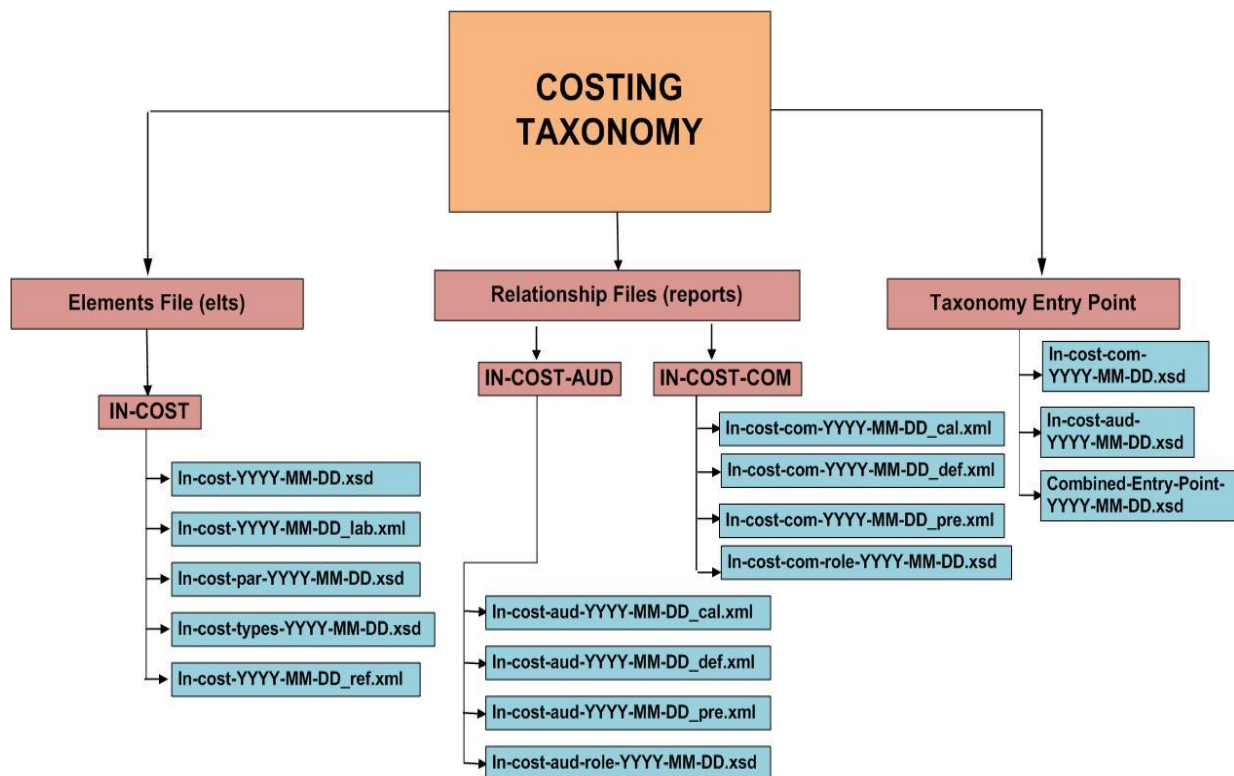 COSTING
TAXONOMY
Elements File (elts)
Relationship Files (reports)
Taxonomy Entry Point
IN-COST
In-cost-YYYY-MM-DD.xsd
In-cost-YYYY-MM-DD_lab.xml
In-cost-par-YYYY-MM-DD.xsd
In-cost-types-YYYY-MM-DD.xsd
In-cost-YYYY-MM-DD_ref.xml
IN-COST-AUD
In-cost-aud-YYYY-MM-DD_cal.xml
In-cost-aud-YYYY-MM-DD_def.xml
In-cost-aud-YYYY-MM-DD_pre.xml
In-cost-aud-role-YYYY-MM-DD.xsd
IN-COST-COM
In-cost-com-YYYY-MM-DD_cal.xml
In-cost-com-YYYY-MM-DD_def.xml
In-cost-com-YYYY-MM-DD_pre.xml
In-cost-com-role-YYYY-MM-DD.xsd
In-cost-com-
YYYY-MM-DD.xsd
In-cost-aud-
YYYY-MM-DD.xsd
Combined-Entry-Point-
YYYY-MM-DD.xsd